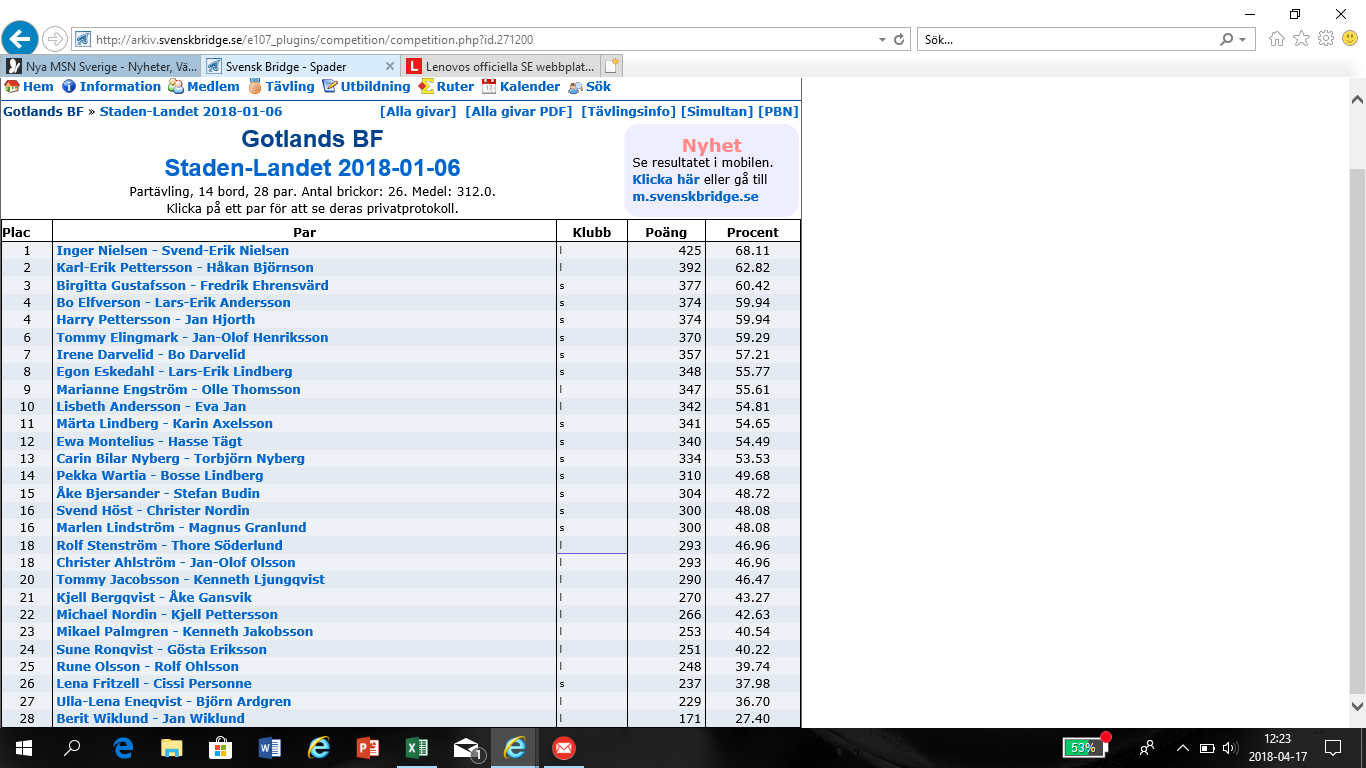 http://arkiv.svenskbridge.se/e107_plugins/competition/competition.php?id.271200
Sök...
Nya MSN Sverige - Nyheter, Vä...
Svensk Bridge - Spader
Lenovos officiella SE webbplat...
Hem Information Medlem Tävling Utbildning Ruter Kalender Sök
Gotlands BF » Staden-Landet 2018-01-06 [Alla givar] [Alla givar PDF] [Tävlingsinfo] [Simultan] [PBN]
Gotlands BF
Staden-Landet 2018-01-06
Partävling, 14 bord, 28 par. Antal brickor: 26. Medel: 312.0.
Klicka på ett par för att se deras privatprotokoll.
Nyhet
Se resultatet i mobilen.
Klicka här eller gå till
m.svenskbridge.se
Plac Par Klubb Poäng Procent
1 Inger Nielsen - Svend-Erik Nielsen l 425 68.11
2 Karl-Erik Pettersson - Håkan Björnson l 392 62.82
3 Birgitta Gustafsson - Fredrik Ehrensvärd s 377 60.42
4 Bo Elfverson - Lars-Erik Andersson s 374 59.94
4 Harry Pettersson - Jan Hjorth s 374 59.94
6 Tommy Elingmark - Jan-Olof Henriksson s 370 59.29
7 Irene Darvelid - Bo Darvelid s 357 57.21
8 Egon Eskedahl - Lars-Erik Lindberg s 348 55.77
9 Marianne Engström - Olle Thomsson l 347 55.61
10 Lisbeth Andersson - Eva Jan l 342 54.81
11 Märta Lindberg - Karin Axelsson s 341 54.65
12 Ewa Montelius - Hasse Tägt s 340 54.49
13 Carin Bilar Nyberg - Torbjörn Nyberg s 334 53.53
14 Pekka Wartia - Bosse Lindberg s 310 49.68
15 Åke Bjersander - Stefan Budin s 304 48.72
16 Svend Höst - Christer Nordin s 300 48.08
16 Marlen Lindström - Magnus Granlund s 300 48.08
18 Rolf Stenström - Thore Söderlund l 293 46.96
18 Christer Ahlström - Jan-Olof Olsson l 293 46.96
20 Tommy Jacobsson - Kenneth Ljungqvist l 290 46.47
21 Kjell Bergqvist - Åke Gansvik l 270 43.27
22 Michael Nordin - Kjell Pettersson l 266 42.63
23 Mikael Palmgren - Kenneth Jakobsson l 253 40.54
24 Sune Ronqvist - Gösta Eriksson l 251 40.22
25 Rune Olsson - Rolf Ohlsson l 248 39.74
26 Lena Fritzell - Cissi Personne s 237 37.98
27 Ulla-Lena Eneqvist - Björn Ardgren l 229 36.70
28 Berit Wiklund - Jan Wiklund l 171 27.40
53%
12:23
2018-04-17